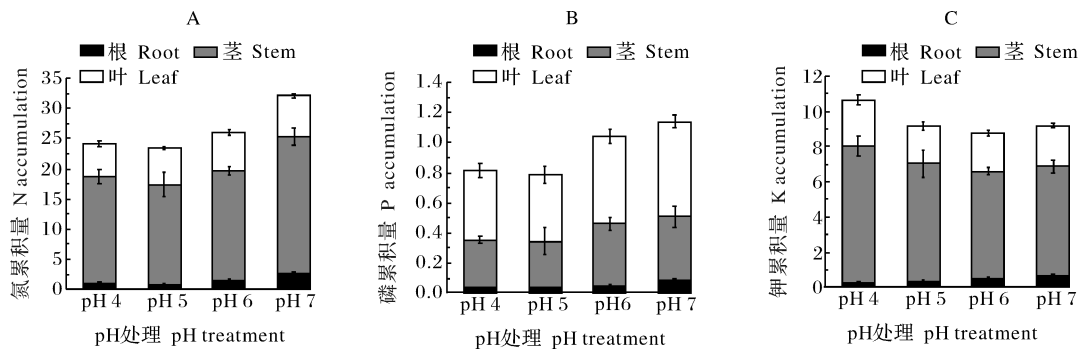 A
根 Root
茎 Stem
叶 Leaf
氮累积量 N accumulation
35
30
25
20
15
10
5
0
pH 4
pH 5
pH 6
pH 7
pH处理 pH treatment
B
根 Root
茎 Stem
叶 Leaf
磷累积量 P accumulation
1.4
1.2
1.0
0.8
0.6
0.4
0.2
0.0
pH 4
pH 5
pH6
pH 7
pH处理 pH treatment
C
根 Root
茎 Stem
叶 Leaf
钾累积量 K accumulation
12
10
8
6
4
2
0
pH 4
pH 5
pH 6
pH 7
pH处理 pH treatment